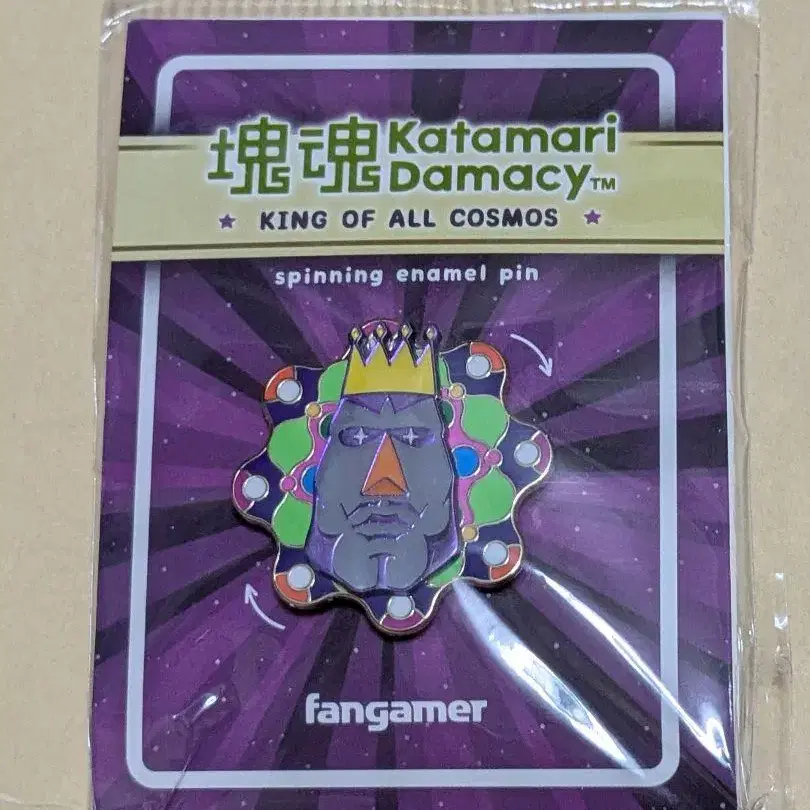 塊魂 Katamari
Damacy™
★ KING OF ALL COSMOS ★
spinning enamel pin
fangamer